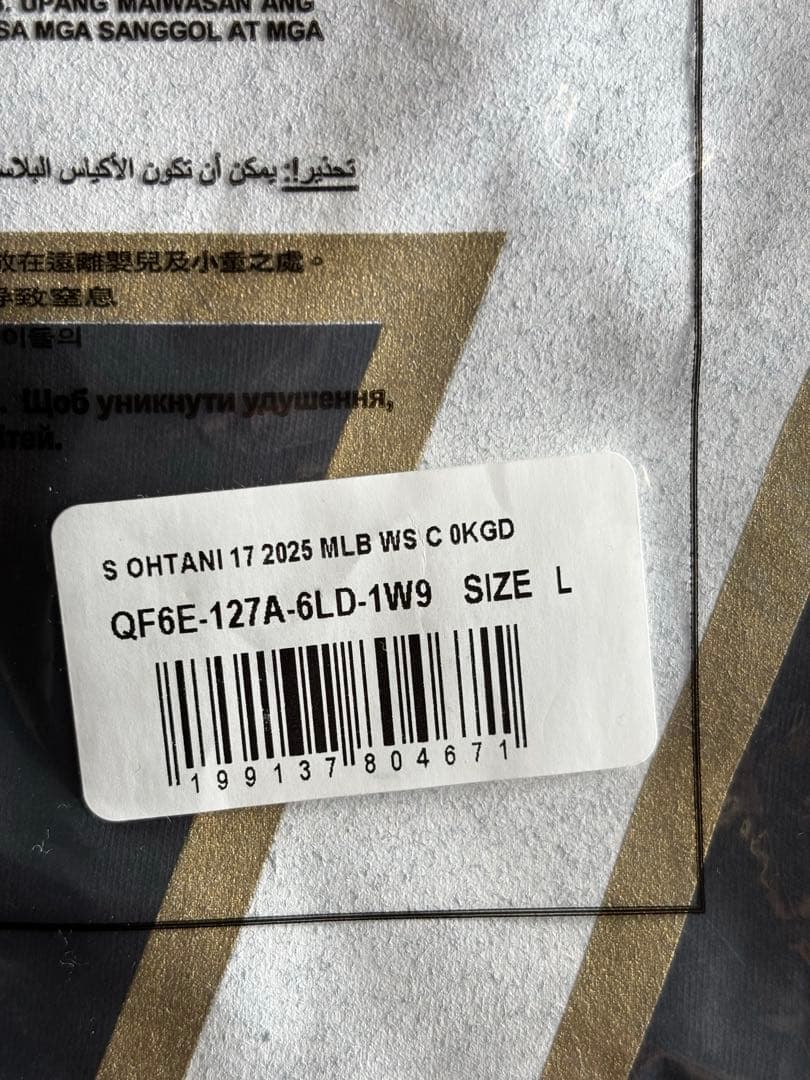 . UPANG MAIWASAN ANG
SA MGA SANGGOL AT MGA
تحذير!: يمكن أن تكون الأكياس
放在遠離嬰兒及小童之處。
導致窒息
이들의
. Щоб уникнути удушення,
ітей.
S OHTANI 17 2025 MLB WS C 0KGD
QF6E-127A-6LD-1W9 SIZE L
199137804671